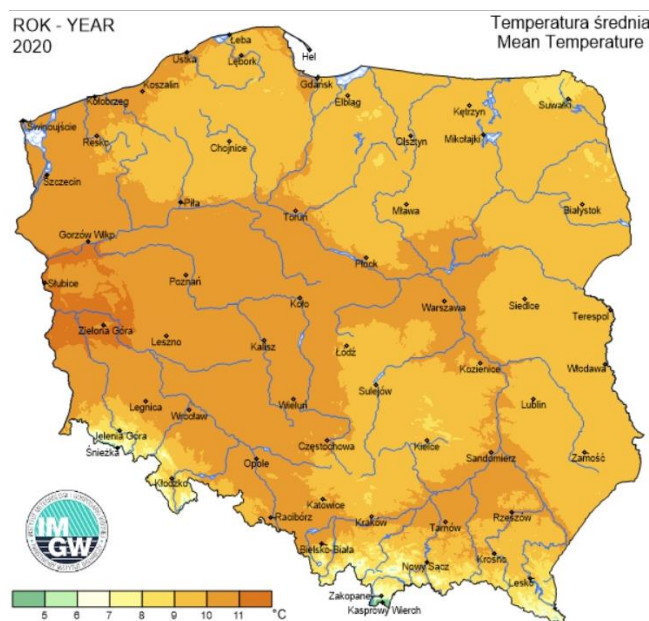 ROK - YEAR
2020
Temperatura średnia
Mean Temperature
Łeba
Hel
Ustka
Lębork
Gdańsk
Koszalin
Kołobrzeg
Elbląg
Kętrzyn
Suwałki
Świnoujście
Resko
Chojnice
Olsztyn
Mikołajki
Szczecin
Piła
Toruń
Mława
Białystok
Gorzów Wlkp.
Płock
Słubice
Poznań
Koło
Warszawa
Siedlce
Terespol
Zielona Góra
Leszno
Kalisz
Łódź
Kozienice
Włodawa
Sulejów
Legnica
Wrocław
Wieluń
Lublin
Jelenia Góra
Śnieżka
Częstochowa
Kielce
Sandomierz
Zamość
Opole
Kłodzko
Katowice
Racibórz
Kraków
Tarnów
Rzeszów
Bielsko-Biała
Nowy Sącz
Krosno
Lesko
Zakopane
Kasprowy Wierch
IM
GW
5 6 7 8 9 10 11 °C